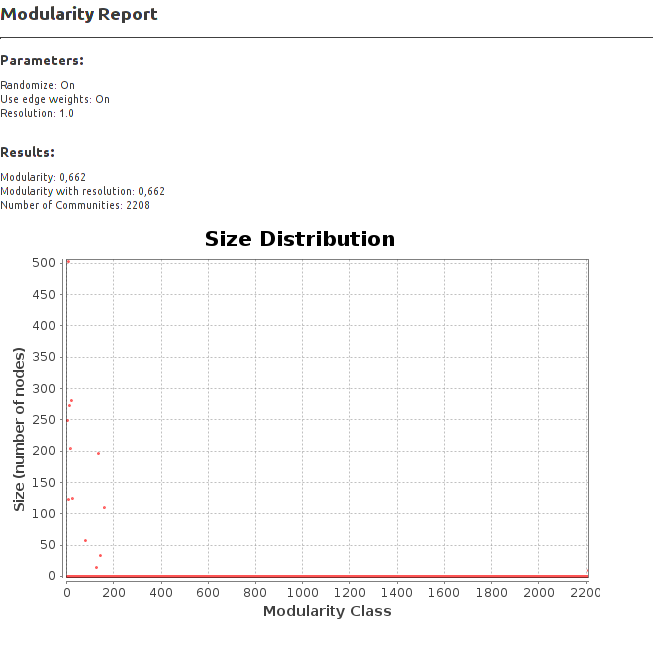 Modularity Report
Parameters:
Randomize: On
Use edge weights: On
Resolution: 1.0
Results:
Modularity: 0,662
Modularity with resolution: 0,662
Number of Communities: 2208
Size Distribution
500
450
400
350
300
250
200
150
100
50
0
Size (number of nodes)
0 200 400 600 800 1000 1200 1400 1600 1800 2000 2200
Modularity Class